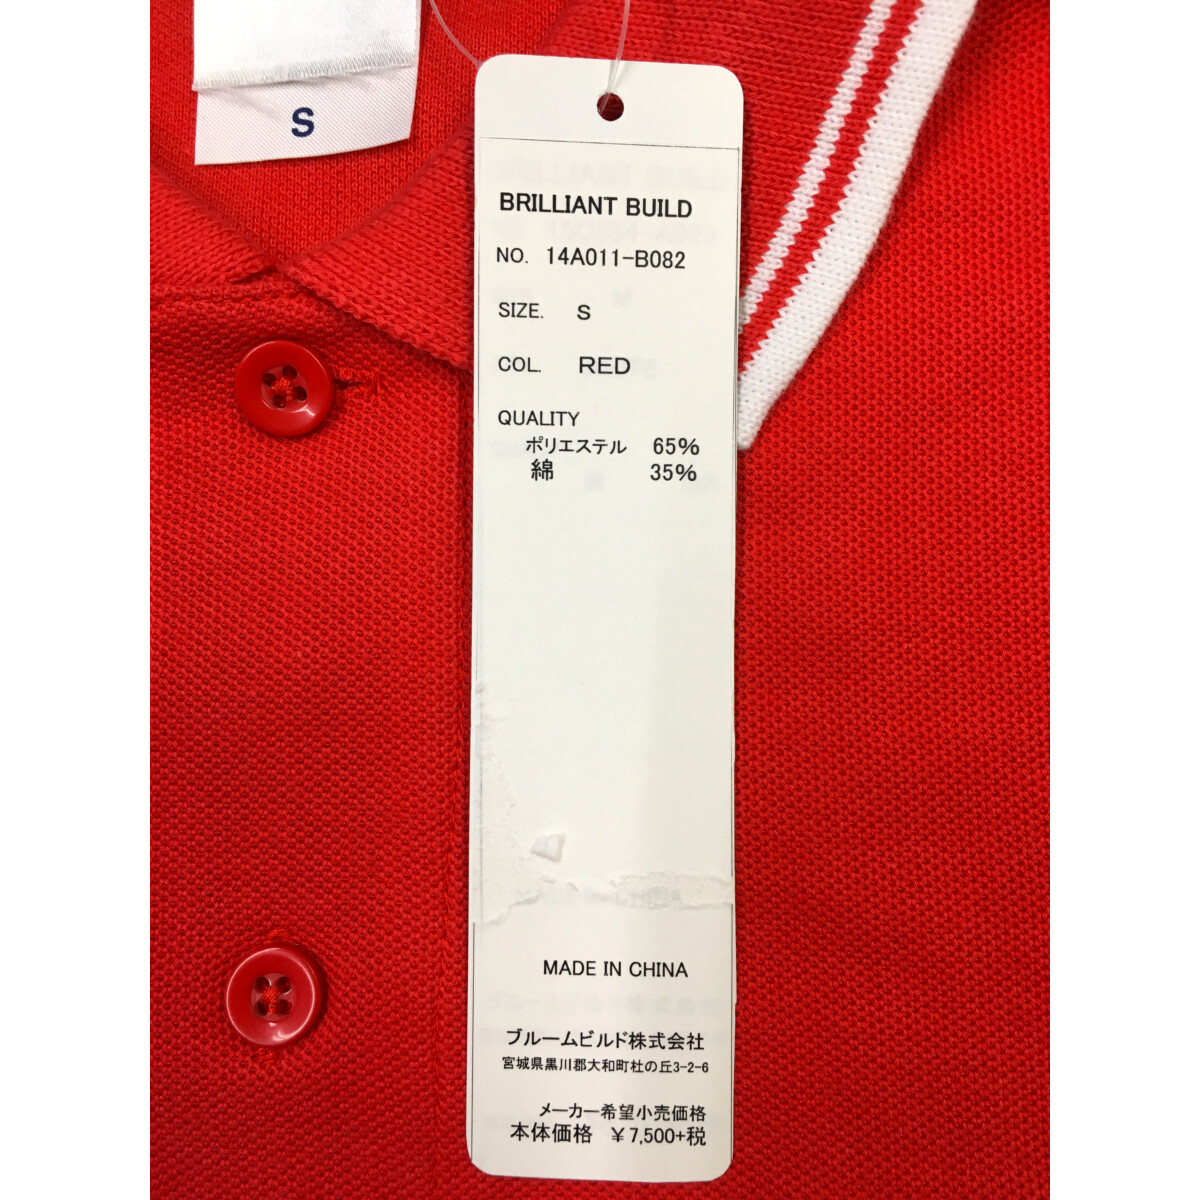 S
BRILLIANT BUILD
NO. 14A011-B082
SIZE. S
COL. RED
QUALITY
ポリエステル 65%
綿 35%
MADE IN CHINA
ブルームビルド株式会社
宮城県黒川郡大和町杜の丘3-2-6
メーカー希望小売価格
本体価格 ￥7,500+税